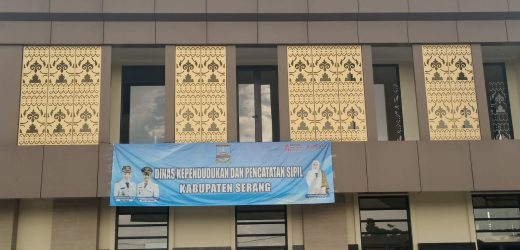 DINAS KEPENDUDUKAN DAN PENCATATAN SIPIL
KABUPATEN SERANG